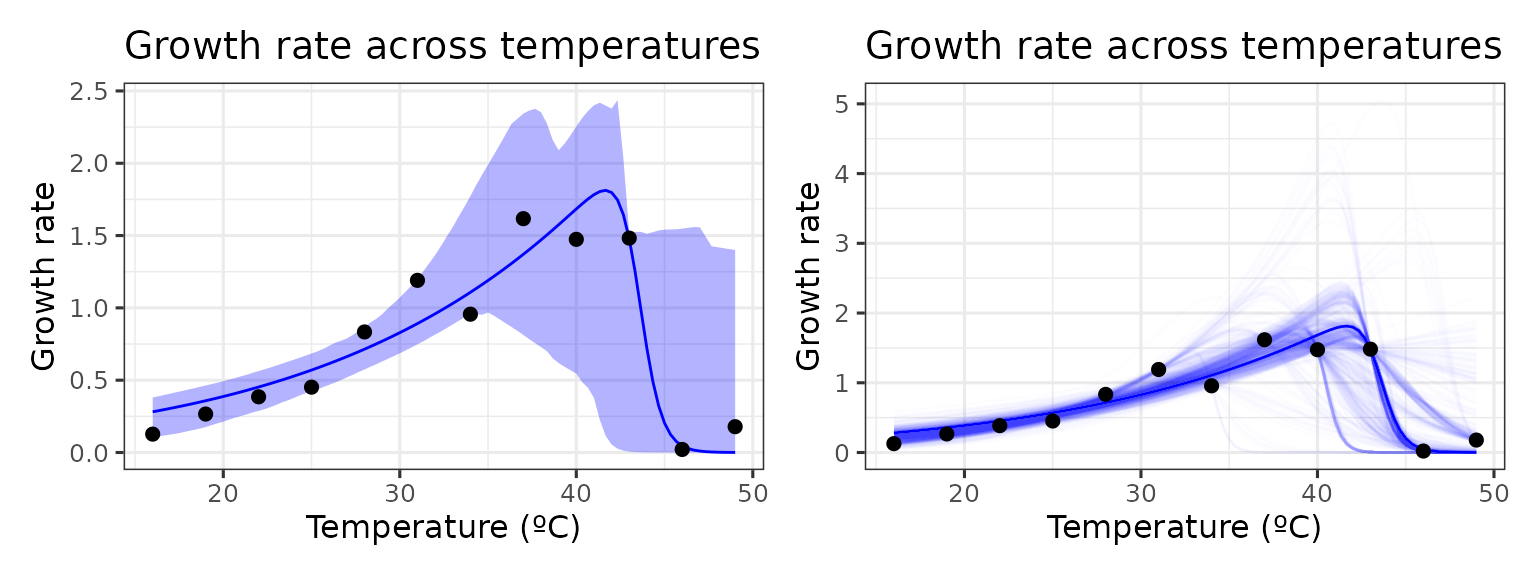 Growth rate across temperatures
2.5
2.0
1.5
1.0
0.5
0.0
Growth rate
20 30 40 50
Temperature (ºC)
Growth rate across temperatures
5
4
3
2
1
0
Growth rate
20 30 40 50
Temperature (ºC)